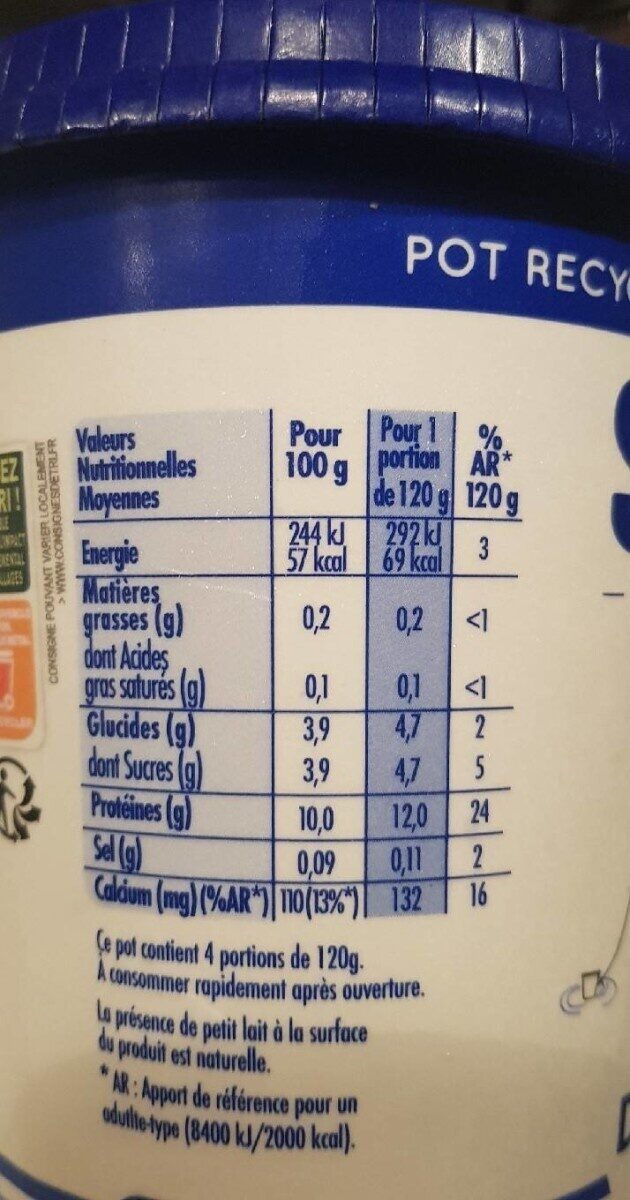 POT RECY
CONSIGNE POUVANT VARIER LOCALEMENT
> WWW.CONSIGNESDETRI.FR
Valeurs Nutritionnelles Moyennes | Pour 100 g | Pour 1 portion de 120 g | % AR* 120 g
Energie | 244 kJ 57 kcal | 292 kJ 69 kcal | 3
Matières grasses (g) | 0,2 | 0,2 | <1
dont Acides gras saturés (g) | 0,1 | 0,1 | <1
Glucides (g) | 3,9 | 4,7 | 2
dont Sucres (g) | 3,9 | 4,7 | 5
Protéines (g) | 10,0 | 12,0 | 24
Sel (g) | 0,09 | 0,11 | 2
Calcium (mg) (%AR*) | 110 (13%*) | 132 | 16
Ce pot contient 4 portions de 120g.
À consommer rapidement après ouverture.
La présence de petit lait à la surface
du produit est naturelle.
* AR : Apport de référence pour un
adulte-type (8400 kJ/2000 kcal).